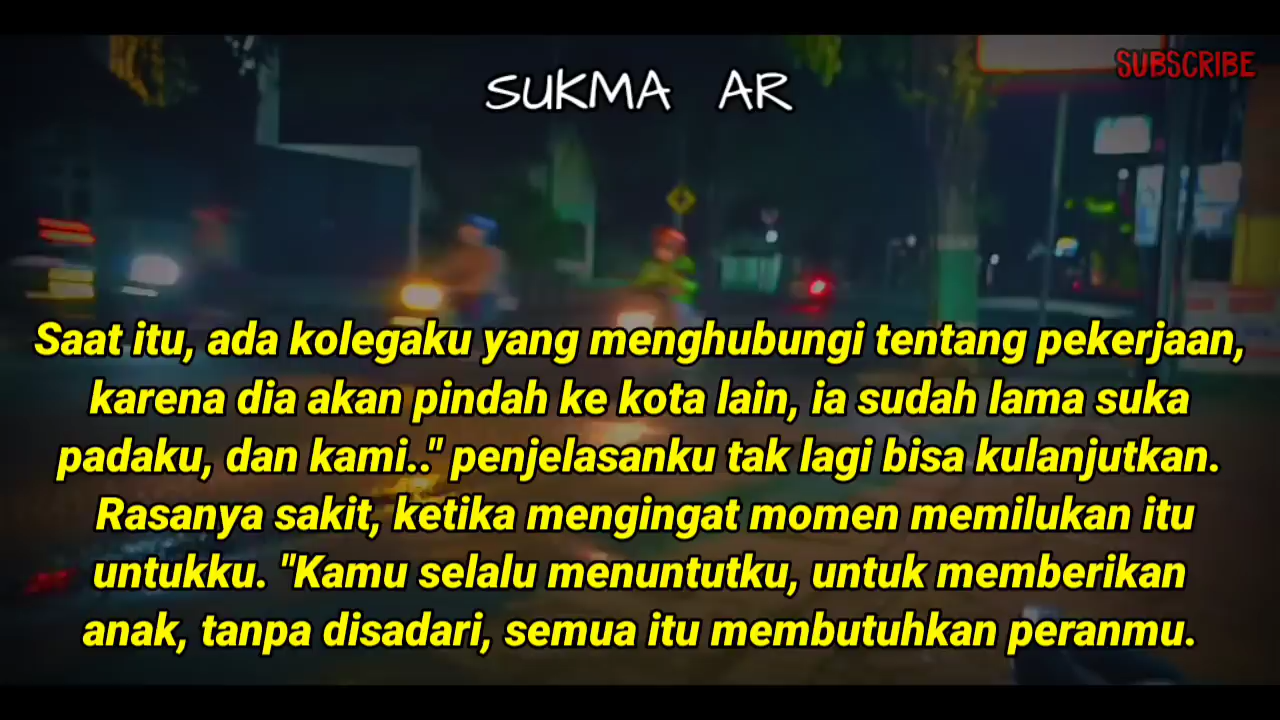 SUBSCRIBE
SUKMA AR
Saat itu, ada kolegaku yang menghubungi tentang pekerjaan,
karena dia akan pindah ke kota lain, ia sudah lama suka
padaku, dan kami.." penjelasanku tak lagi bisa kulanjutkan.
Rasanya sakit, ketika mengingat momen memilukan itu
untukku. "Kamu selalu menuntutku, untuk memberikan
anak, tanpa disadari, semua itu membutuhkan peranmu.